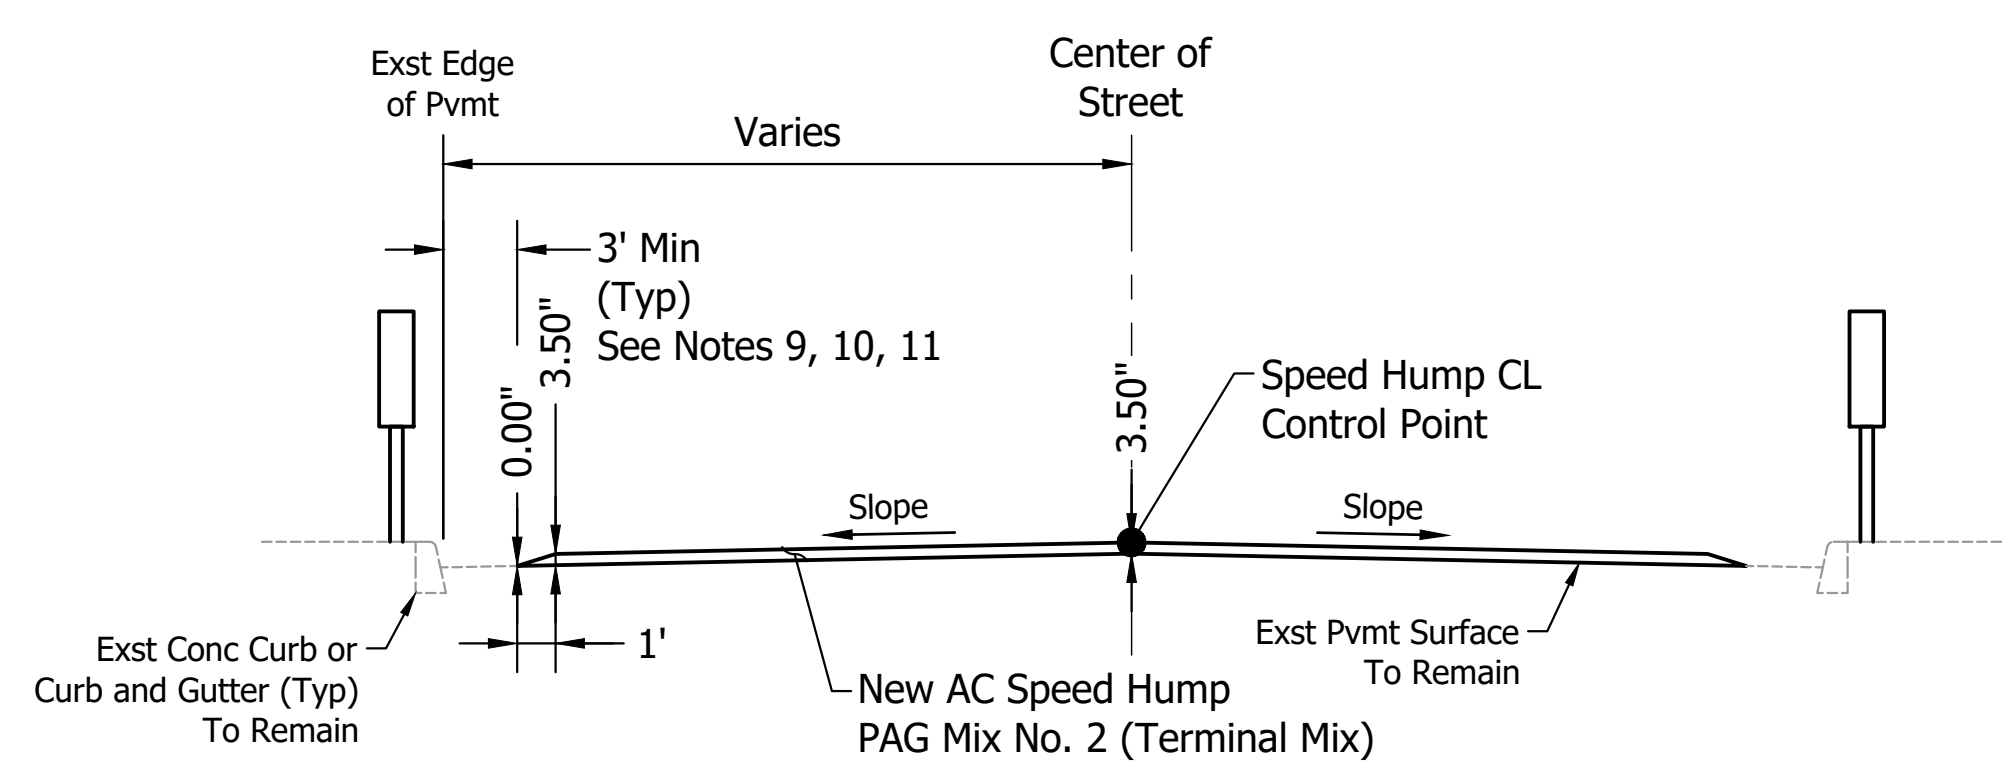 Exst Edge
of Pvmt
Center of
Street
Varies
3' Min
(Typ)
See Notes 9, 10, 11
3.50"
0.00"
3.50"
Speed Hump CL
Control Point
Slope
Slope
Exst Conc Curb or
Curb and Gutter (Typ)
To Remain
1'
New AC Speed Hump
PAG Mix No. 2 (Terminal Mix)
Exst Pvmt Surface
To Remain